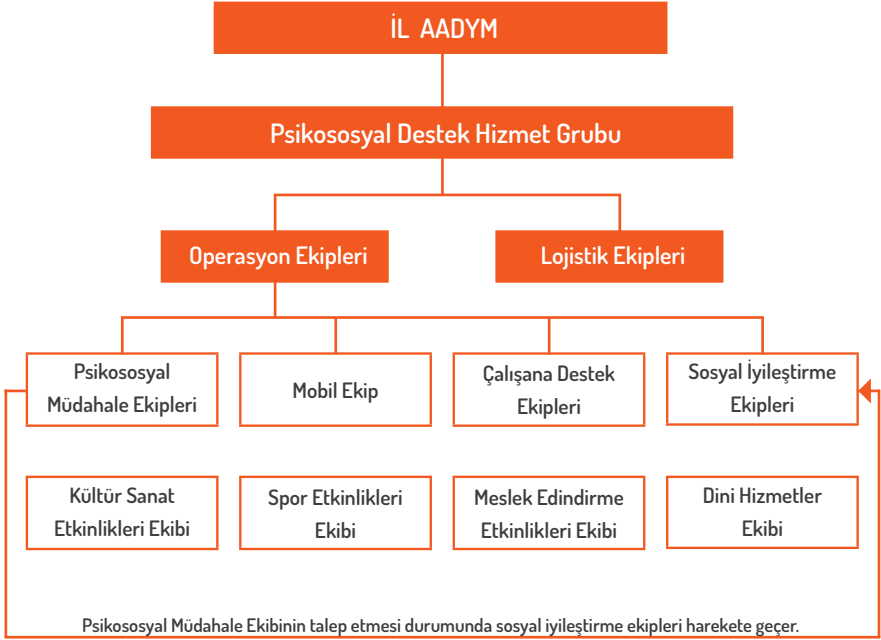 İL AADYM
Psikososyal Destek Hizmet Grubu
Operasyon Ekipleri
Lojistik Ekipleri
Psikososyal
Müdahale Ekipleri
Mobil Ekip
Çalışana Destek
Ekipleri
Sosyal İyileştirme
Ekipleri
Kültür Sanat
Etkinlikleri Ekibi
Spor Etkinlikleri
Ekibi
Meslek Edindirme
Etkinlikleri Ekibi
Dini Hizmetler
Ekibi
Psikososyal Müdahale Ekibinin talep etmesi durumunda sosyal iyileştirme ekipleri harekete geçer.